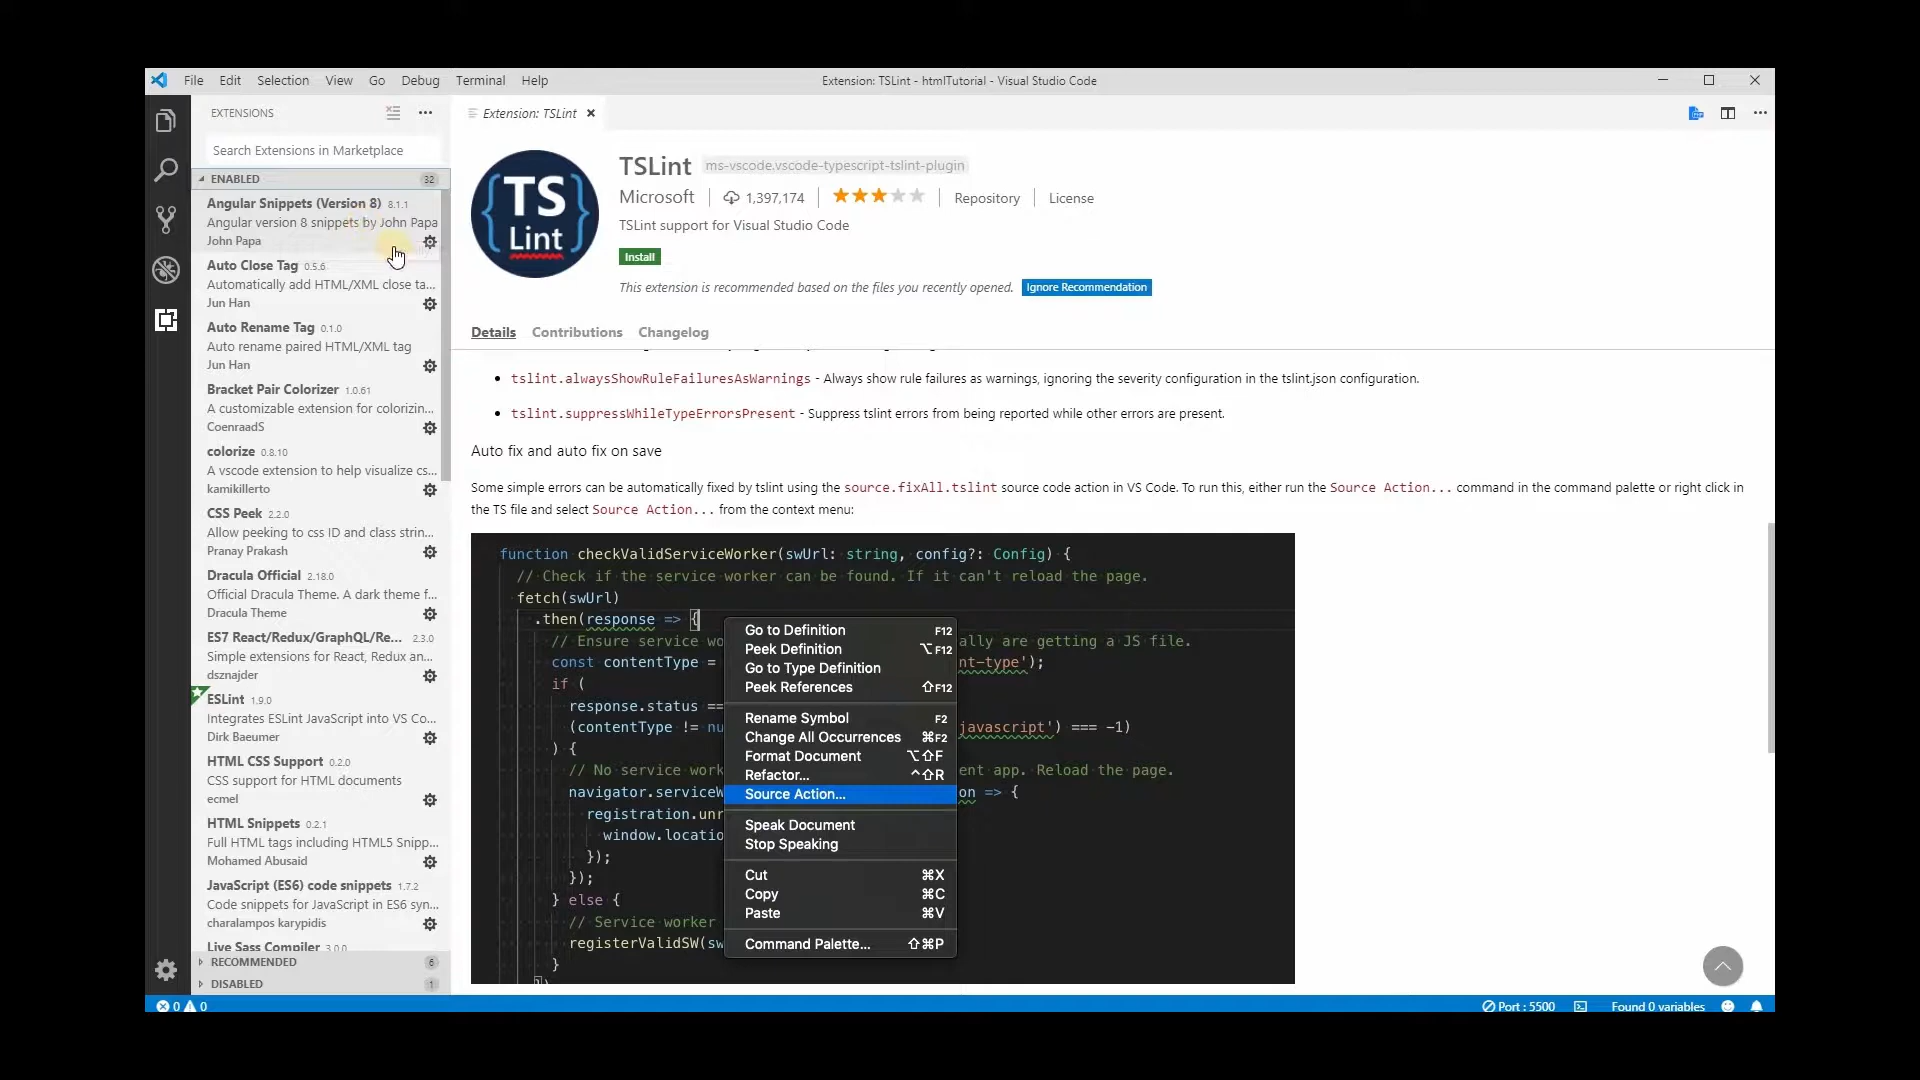 File Edit Selection View Go Debug Terminal Help
Extension: TSLint - htmlTutorial - Visual Studio Code
EXTENSIONS
Search Extensions in Marketplace
ENABLED 32
Angular Snippets (Version 8) 8.1.1
Angular version 8 snippets by John Papa
John Papa
Auto Close Tag 0.5.6
Automatically add HTML/XML close ta...
Jun Han
Auto Rename Tag 0.1.0
Auto rename paired HTML/XML tag
Jun Han
Bracket Pair Colorizer 1.0.61
A customizable extension for colorizin...
CoenraadS
colorize 0.8.10
A vscode extension to help visualize cs...
kamikillerto
CSS Peek 2.2.0
Allow peeking to css ID and class strin...
Pranay Prakash
Dracula Official 2.18.0
Official Dracula Theme. A dark theme f...
Dracula Theme
ES7 React/Redux/GraphQL/Re... 2.3.0
Simple extensions for React, Redux an...
dsznajder
ESLint 1.9.0
Integrates ESLint JavaScript into VS Co...
Dirk Baeumer
HTML CSS Support 0.2.0
CSS support for HTML documents
ecmel
HTML Snippets 0.2.1
Full HTML tags including HTML5 Snipp...
Mohamed Abusaid
JavaScript (ES6) code snippets 1.7.2
Code snippets for JavaScript in ES6 syn...
charalampos karypidis
Live Sass Compiler 3.0.0
RECOMMENDED 6
DISABLED 1
Extension: TSLint
TS
Lint
TSLint ms-vscode.vscode-typescript-tslint-plugin
Microsoft 1,397,174 Repository License
TSLint support for Visual Studio Code
Install
This extension is recommended based on the files you recently opened. Ignore Recommendation
Details Contributions Changelog
• tslint.alwaysShowRuleFailuresAsWarnings - Always show rule failures as warnings, ignoring the severity configuration in the tslint.json configuration.
• tslint.suppressWhileTypeErrorsPresent - Suppress tslint errors from being reported while other errors are present.
Auto fix and auto fix on save
Some simple errors can be automatically fixed by tslint using the source.fixAll.tslint source code action in VS Code. To run this, either run the Source Action... command in the command palette or right click in
the TS file and select Source Action... from the context menu:
function checkValidServiceWorker(swUrl: string, config?: Config) {
// Check if the service worker can be found. If it can't reload the page.
fetch(swUrl)
.then(response => {
// Ensure service wo ally are getting a JS file.
const contentType = nt-type');
if (
response.status ==
(contentType != nu javascript') === -1)
) {
// No service work ent app. Reload the page.
navigator.serviceW on => {
registration.unr
window.locatio
});
});
} else {
// Service worker
registerValidSW(sw
}
})
Go to Definition F12
Peek Definition ⌥F12
Go to Type Definition
Peek References ⇧F12
Rename Symbol F2
Change All Occurrences ⌘F2
Format Document ⌥⇧F
Refactor... ^⇧R
Source Action...
Speak Document
Stop Speaking
Cut ⌘X
Copy ⌘C
Paste ⌘V
Command Palette... ⇧⌘P
0 0
Port : 5500 Found 0 variables